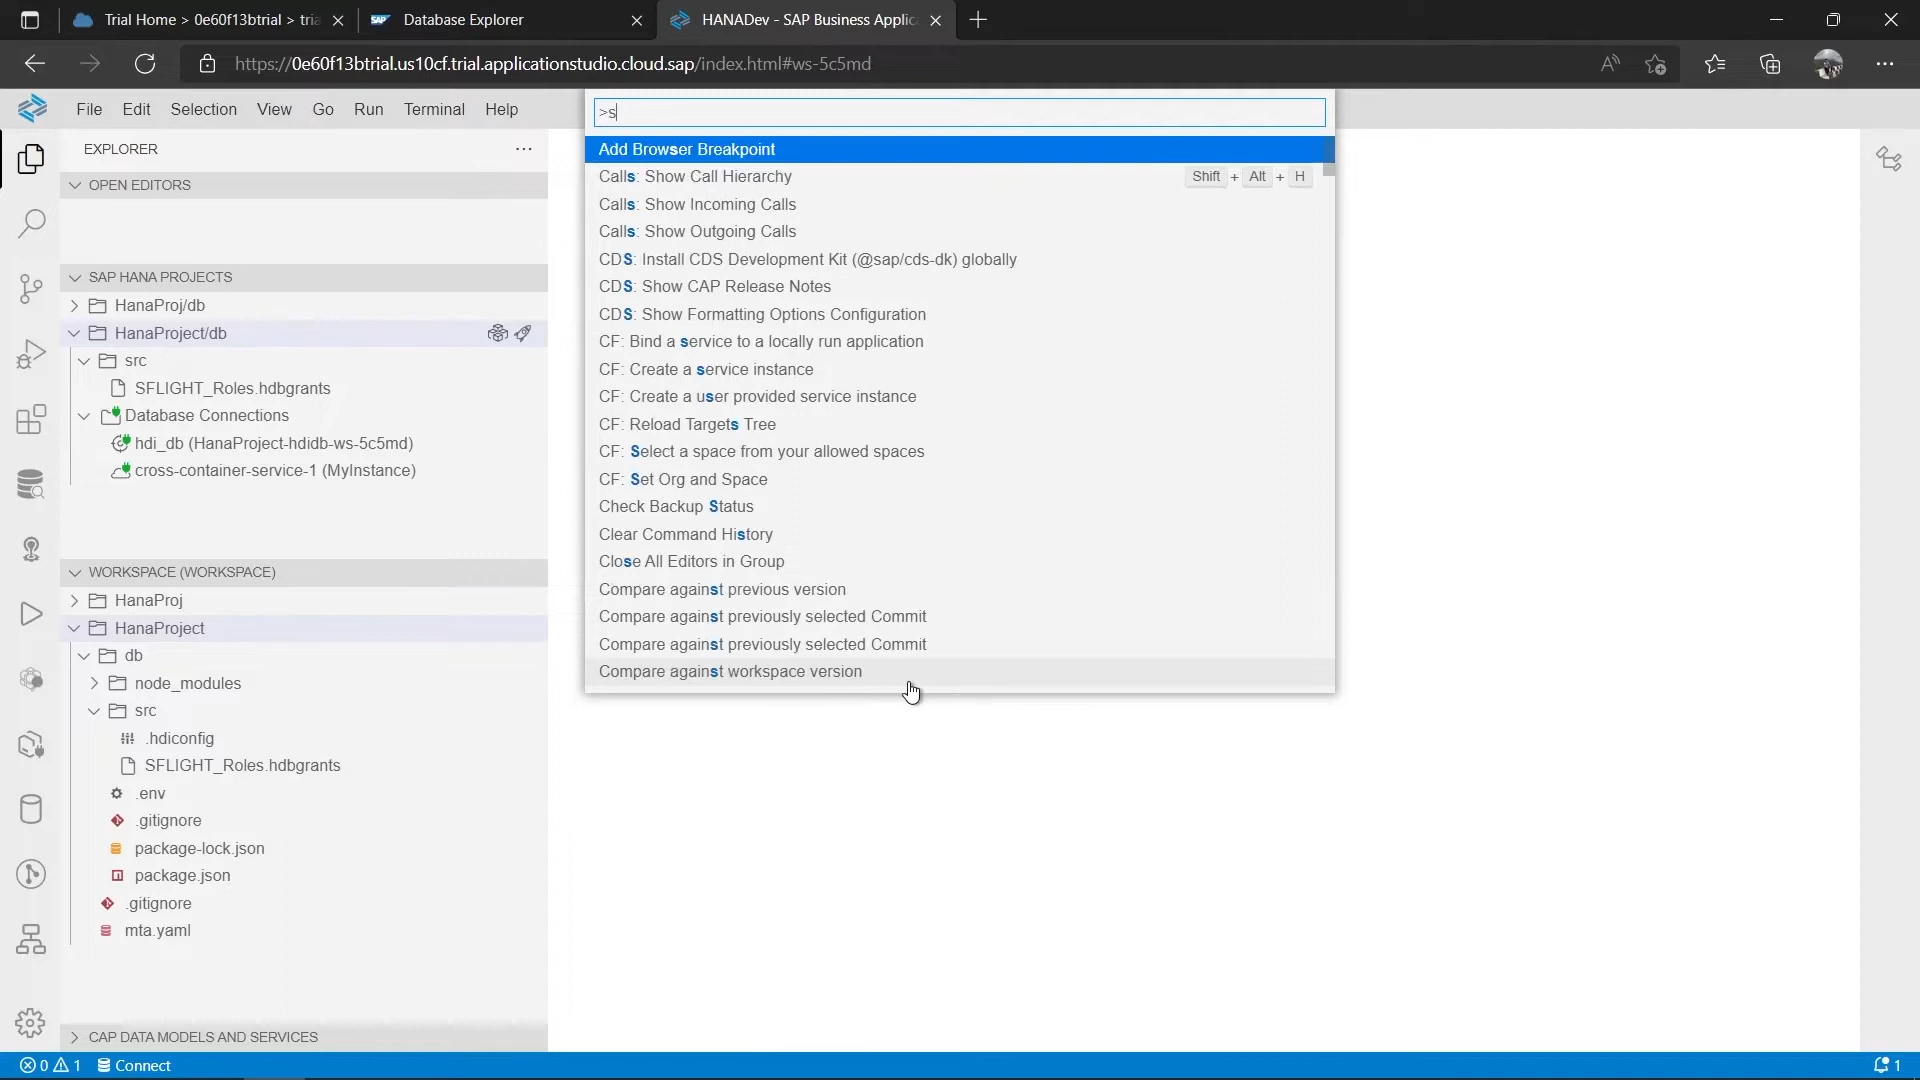 Trial Home > 0e60f13btrial > tria
Database Explorer
HANADev - SAP Business Applic
https://0e60f13btrial.us10cf.trial.applicationstudio.cloud.sap/index.html#ws-5c5md
File Edit Selection View Go Run Terminal Help
>s
EXPLORER
OPEN EDITORS
SAP HANA PROJECTS
HanaProj/db
HanaProject/db
src
SFLIGHT_Roles.hdbgrants
Database Connections
hdi_db (HanaProject-hdidb-ws-5c5md)
cross-container-service-1 (MyInstance)
WORKSPACE (WORKSPACE)
HanaProj
HanaProject
db
node_modules
src
.hdiconfig
SFLIGHT_Roles.hdbgrants
.env
.gitignore
package-lock.json
package.json
.gitignore
mta.yaml
CAP DATA MODELS AND SERVICES
Add Browser Breakpoint
Calls: Show Call Hierarchy Shift + Alt + H
Calls: Show Incoming Calls
Calls: Show Outgoing Calls
CDS: Install CDS Development Kit (@sap/cds-dk) globally
CDS: Show CAP Release Notes
CDS: Show Formatting Options Configuration
CF: Bind a service to a locally run application
CF: Create a service instance
CF: Create a user provided service instance
CF: Reload Targets Tree
CF: Select a space from your allowed spaces
CF: Set Org and Space
Check Backup Status
Clear Command History
Close All Editors in Group
Compare against previous version
Compare against previously selected Commit
Compare against previously selected Commit
Compare against workspace version
0 1 Connect
1